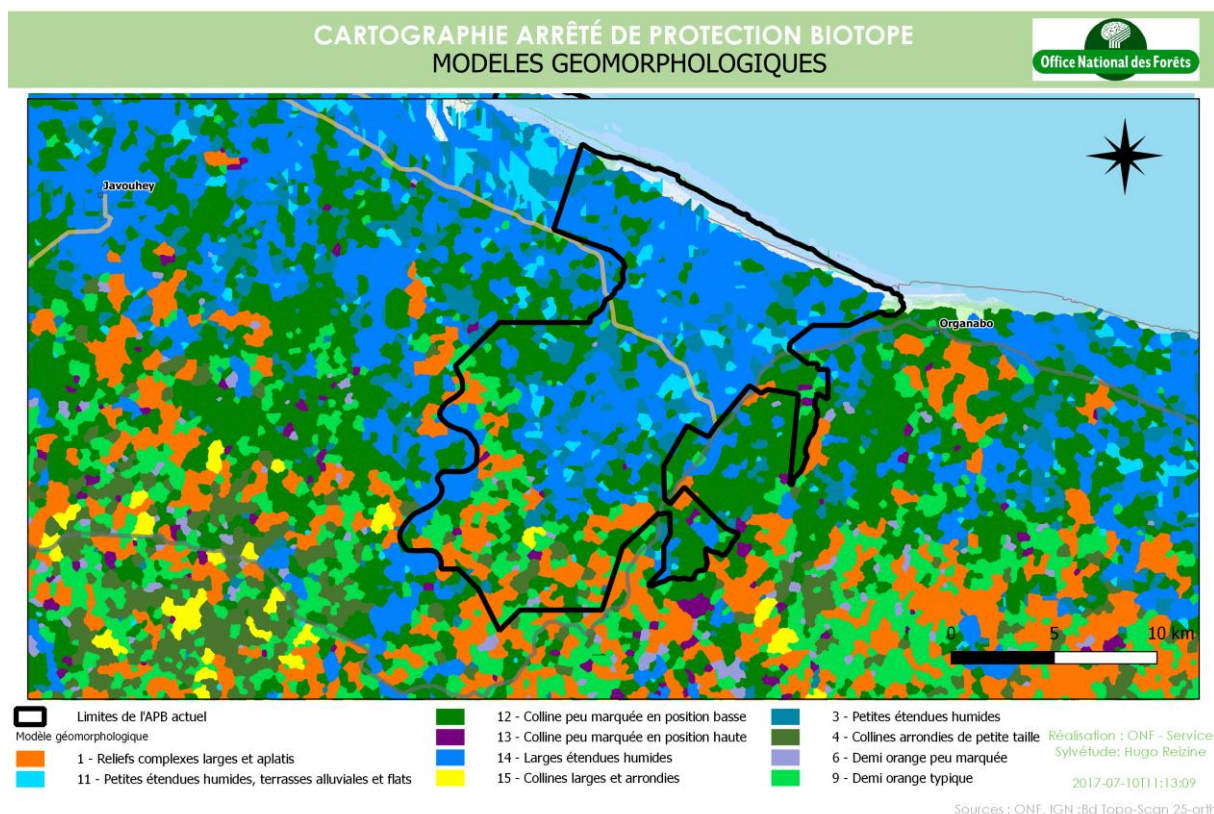 CARTOGRAPHIE ARRÊTÉ DE PROTECTION BIOTOPE
MODELES GEOMORPHOLOGIQUES
Office National des Forêts
Javouhey
Organabo
0 5 10 km
Limites de l'APB actuel
Modèle géomorphologique
1 - Reliefs complexes larges et aplatis
11 - Petites étendues humides, terrasses alluviales et flats
12 - Colline peu marquée en position basse
13 - Colline peu marquée en position haute
14 - Larges étendues humides
15 - Collines larges et arrondies
3 - Petites étendues humides
4 - Collines arrondies de petite taille
6 - Demi orange peu marquée
9 - Demi orange typique
Réalisation : ONF - Service
Sylvétude: Hugo Reizine
2017-07-10T11:13:09
Sources : ONF, IGN :Bd Topo-Scan 25-orth